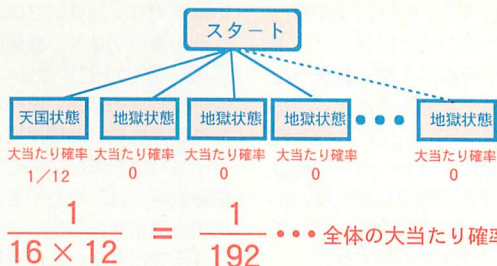 スタート
天国状態 地獄状態 地獄状態 地獄状態 ●●● 地獄状態
大当たり確率 大当たり確率 大当たり確率 大当たり確率 大当たり確率
1／12 0 0 0 0
1/(16×12) = 1/192 ・・・全体の大当たり確率